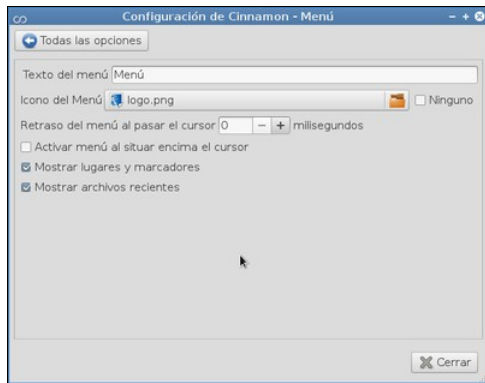 Configuración de Cinnamon - Menú
Todas las opciones
Texto del menú Menú
Icono del Menú logo.png Ninguno
Retraso del menú al pasar el cursor 0 − + milisegundos
Activar menú al situar encima el cursor
Mostrar lugares y marcadores
Mostrar archivos recientes
Cerrar